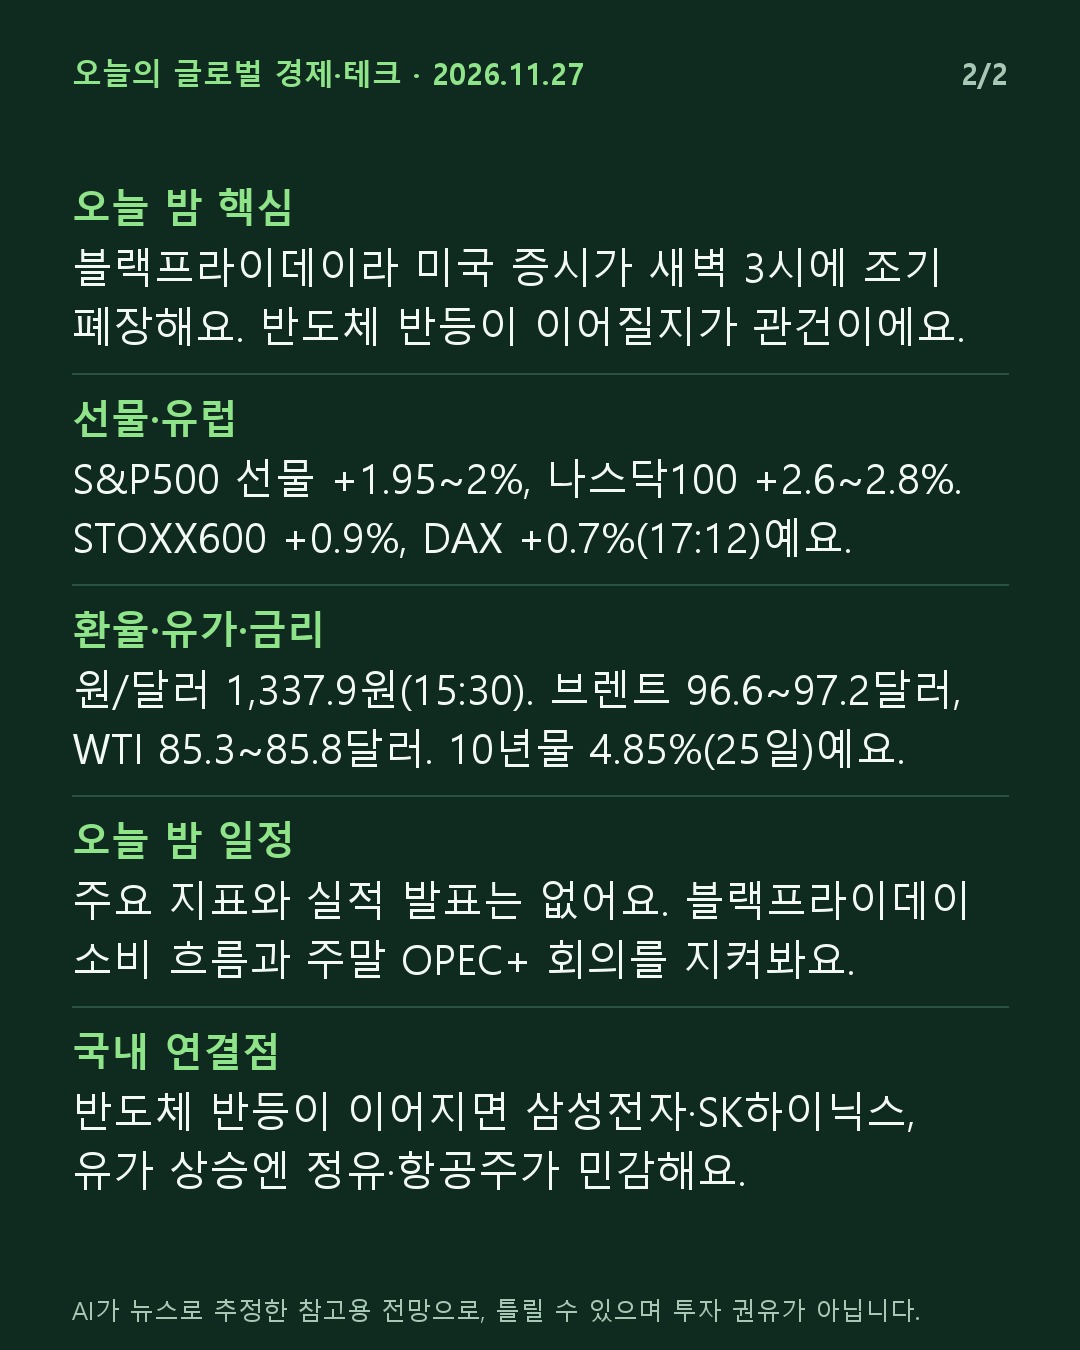 오늘의 글로벌 경제·테크 · 2026.11.27
2/2
오늘 밤 핵심
블랙프라이데이라 미국 증시가 새벽 3시에 조기
폐장해요. 반도체 반등이 이어질지가 관건이에요.
선물·유럽
S&P500 선물 +1.95~2%, 나스닥100 +2.6~2.8%.
STOXX600 +0.9%, DAX +0.7%(17:12)예요.
환율·유가·금리
원/달러 1,337.9원(15:30). 브렌트 96.6~97.2달러,
WTI 85.3~85.8달러. 10년물 4.85%(25일)예요.
오늘 밤 일정
주요 지표와 실적 발표는 없어요. 블랙프라이데이
소비 흐름과 주말 OPEC+ 회의를 지켜봐요.
국내 연결점
반도체 반등이 이어지면 삼성전자·SK하이닉스,
유가 상승엔 정유·항공주가 민감해요.
AI가 뉴스로 추정한 참고용 전망으로, 틀릴 수 있으며 투자 권유가 아닙니다.